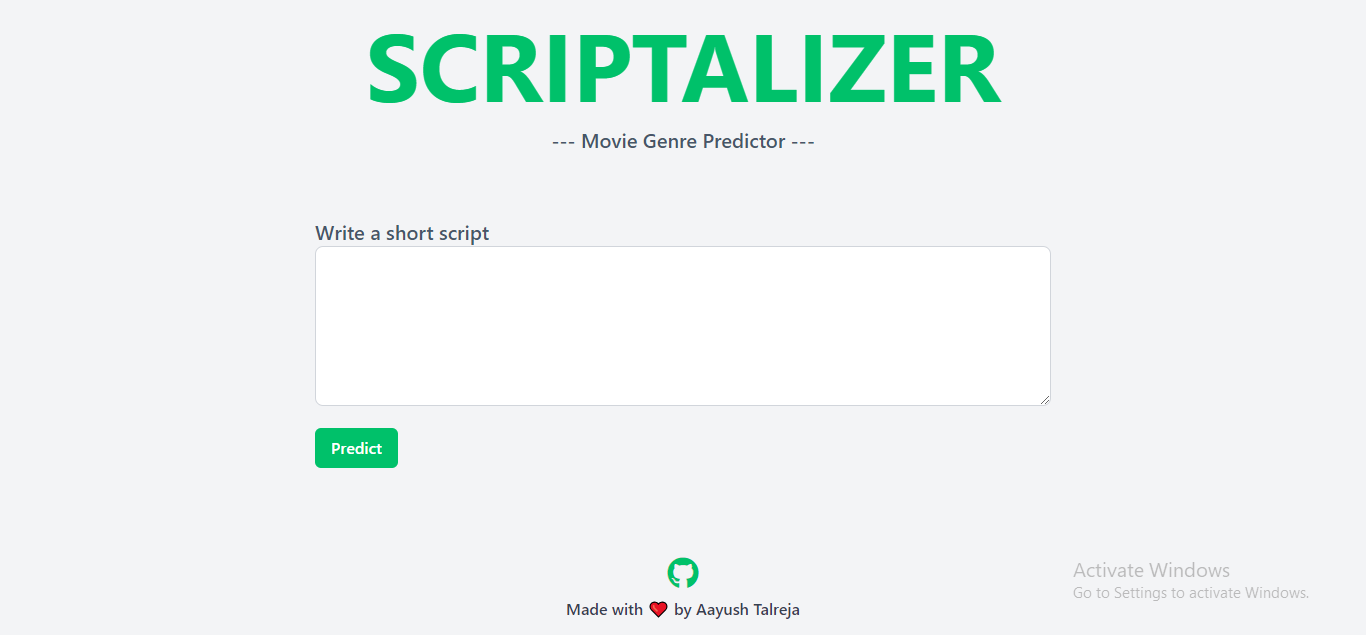 SCRIPTALIZER
--- Movie Genre Predictor ---
Write a short script
Predict
Activate Windows
Go to Settings to activate Windows.
Made with ❤ by Aayush Talreja